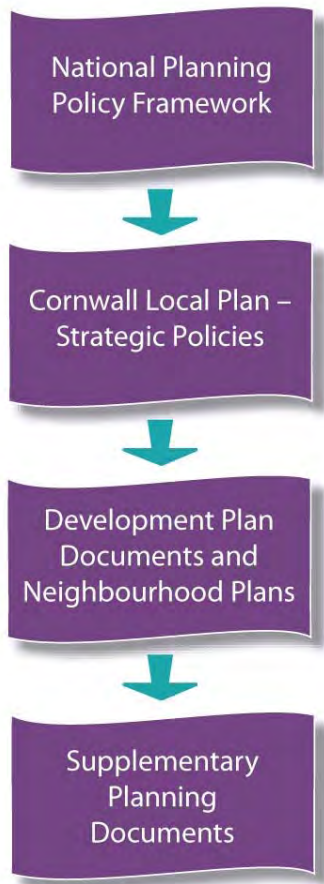 National Planning
Policy Framework
Cornwall Local Plan –
Strategic Policies
Development Plan
Documents and
Neighbourhood Plans
Supplementary
Planning
Documents